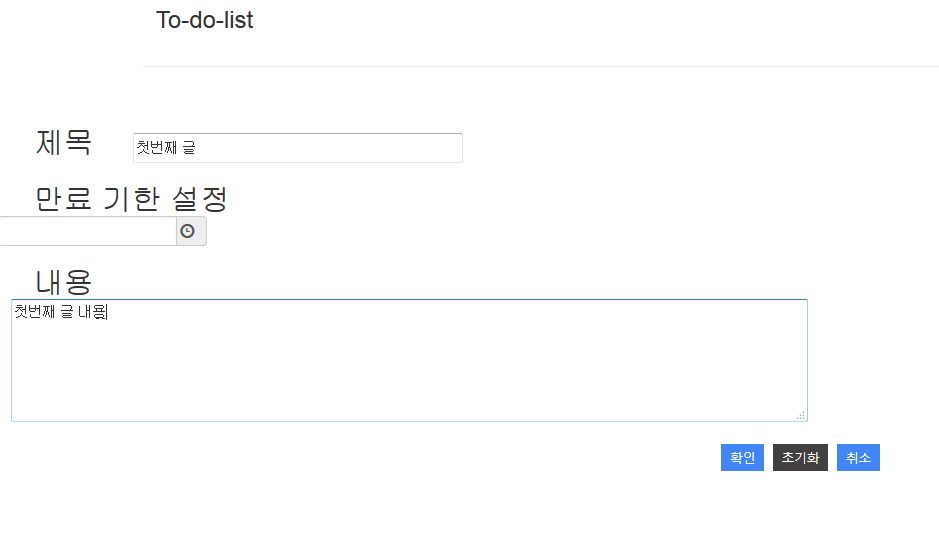 To-do-list
제목
첫번째 글
만료 기한 설정
내용
첫번째 글 내용
확인 초기화 취소